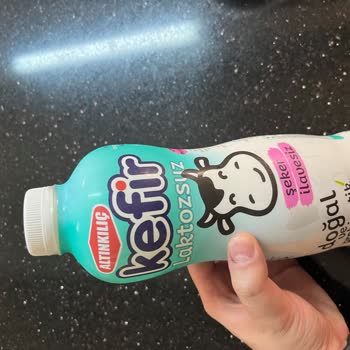 ALTINKILIÇ
kefir
Laktozsuz
şeker
ilavesiz
doğal